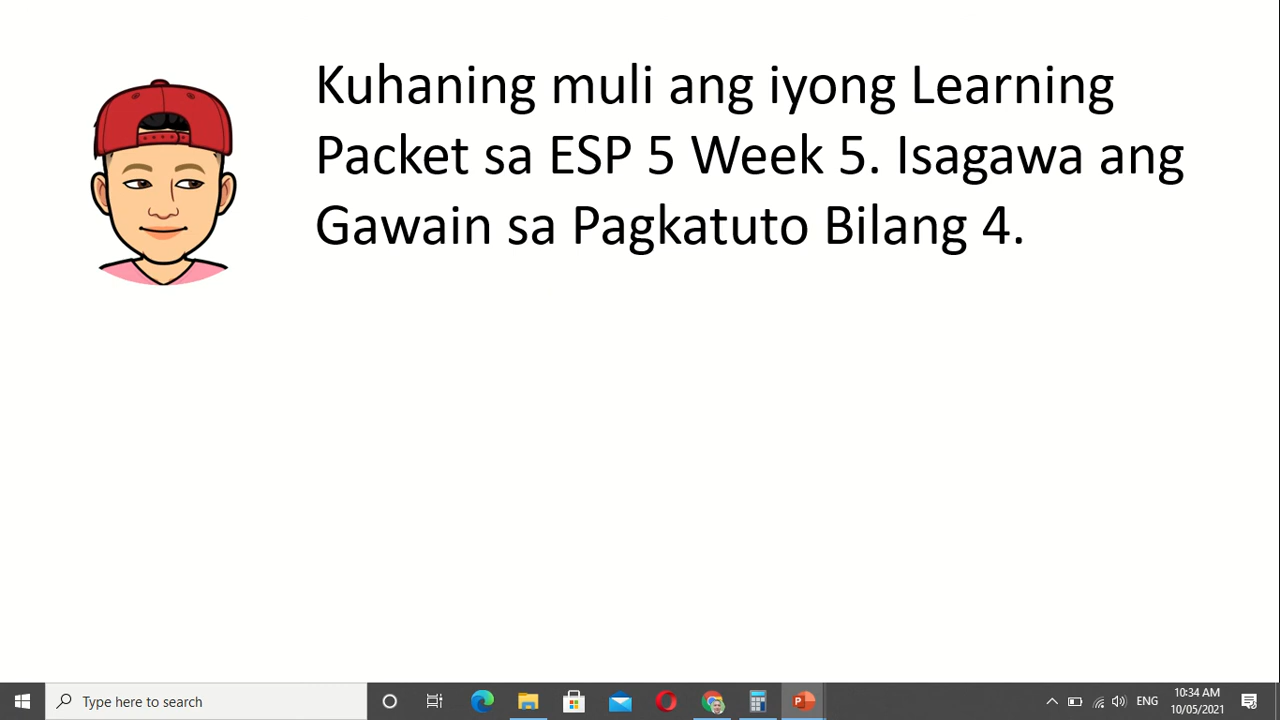 Kuhaning muli ang iyong Learning
Packet sa ESP 5 Week 5. Isagawa ang
Gawain sa Pagkatuto Bilang 4.
Type here to search
ENG
10:34 AM
10/05/2021